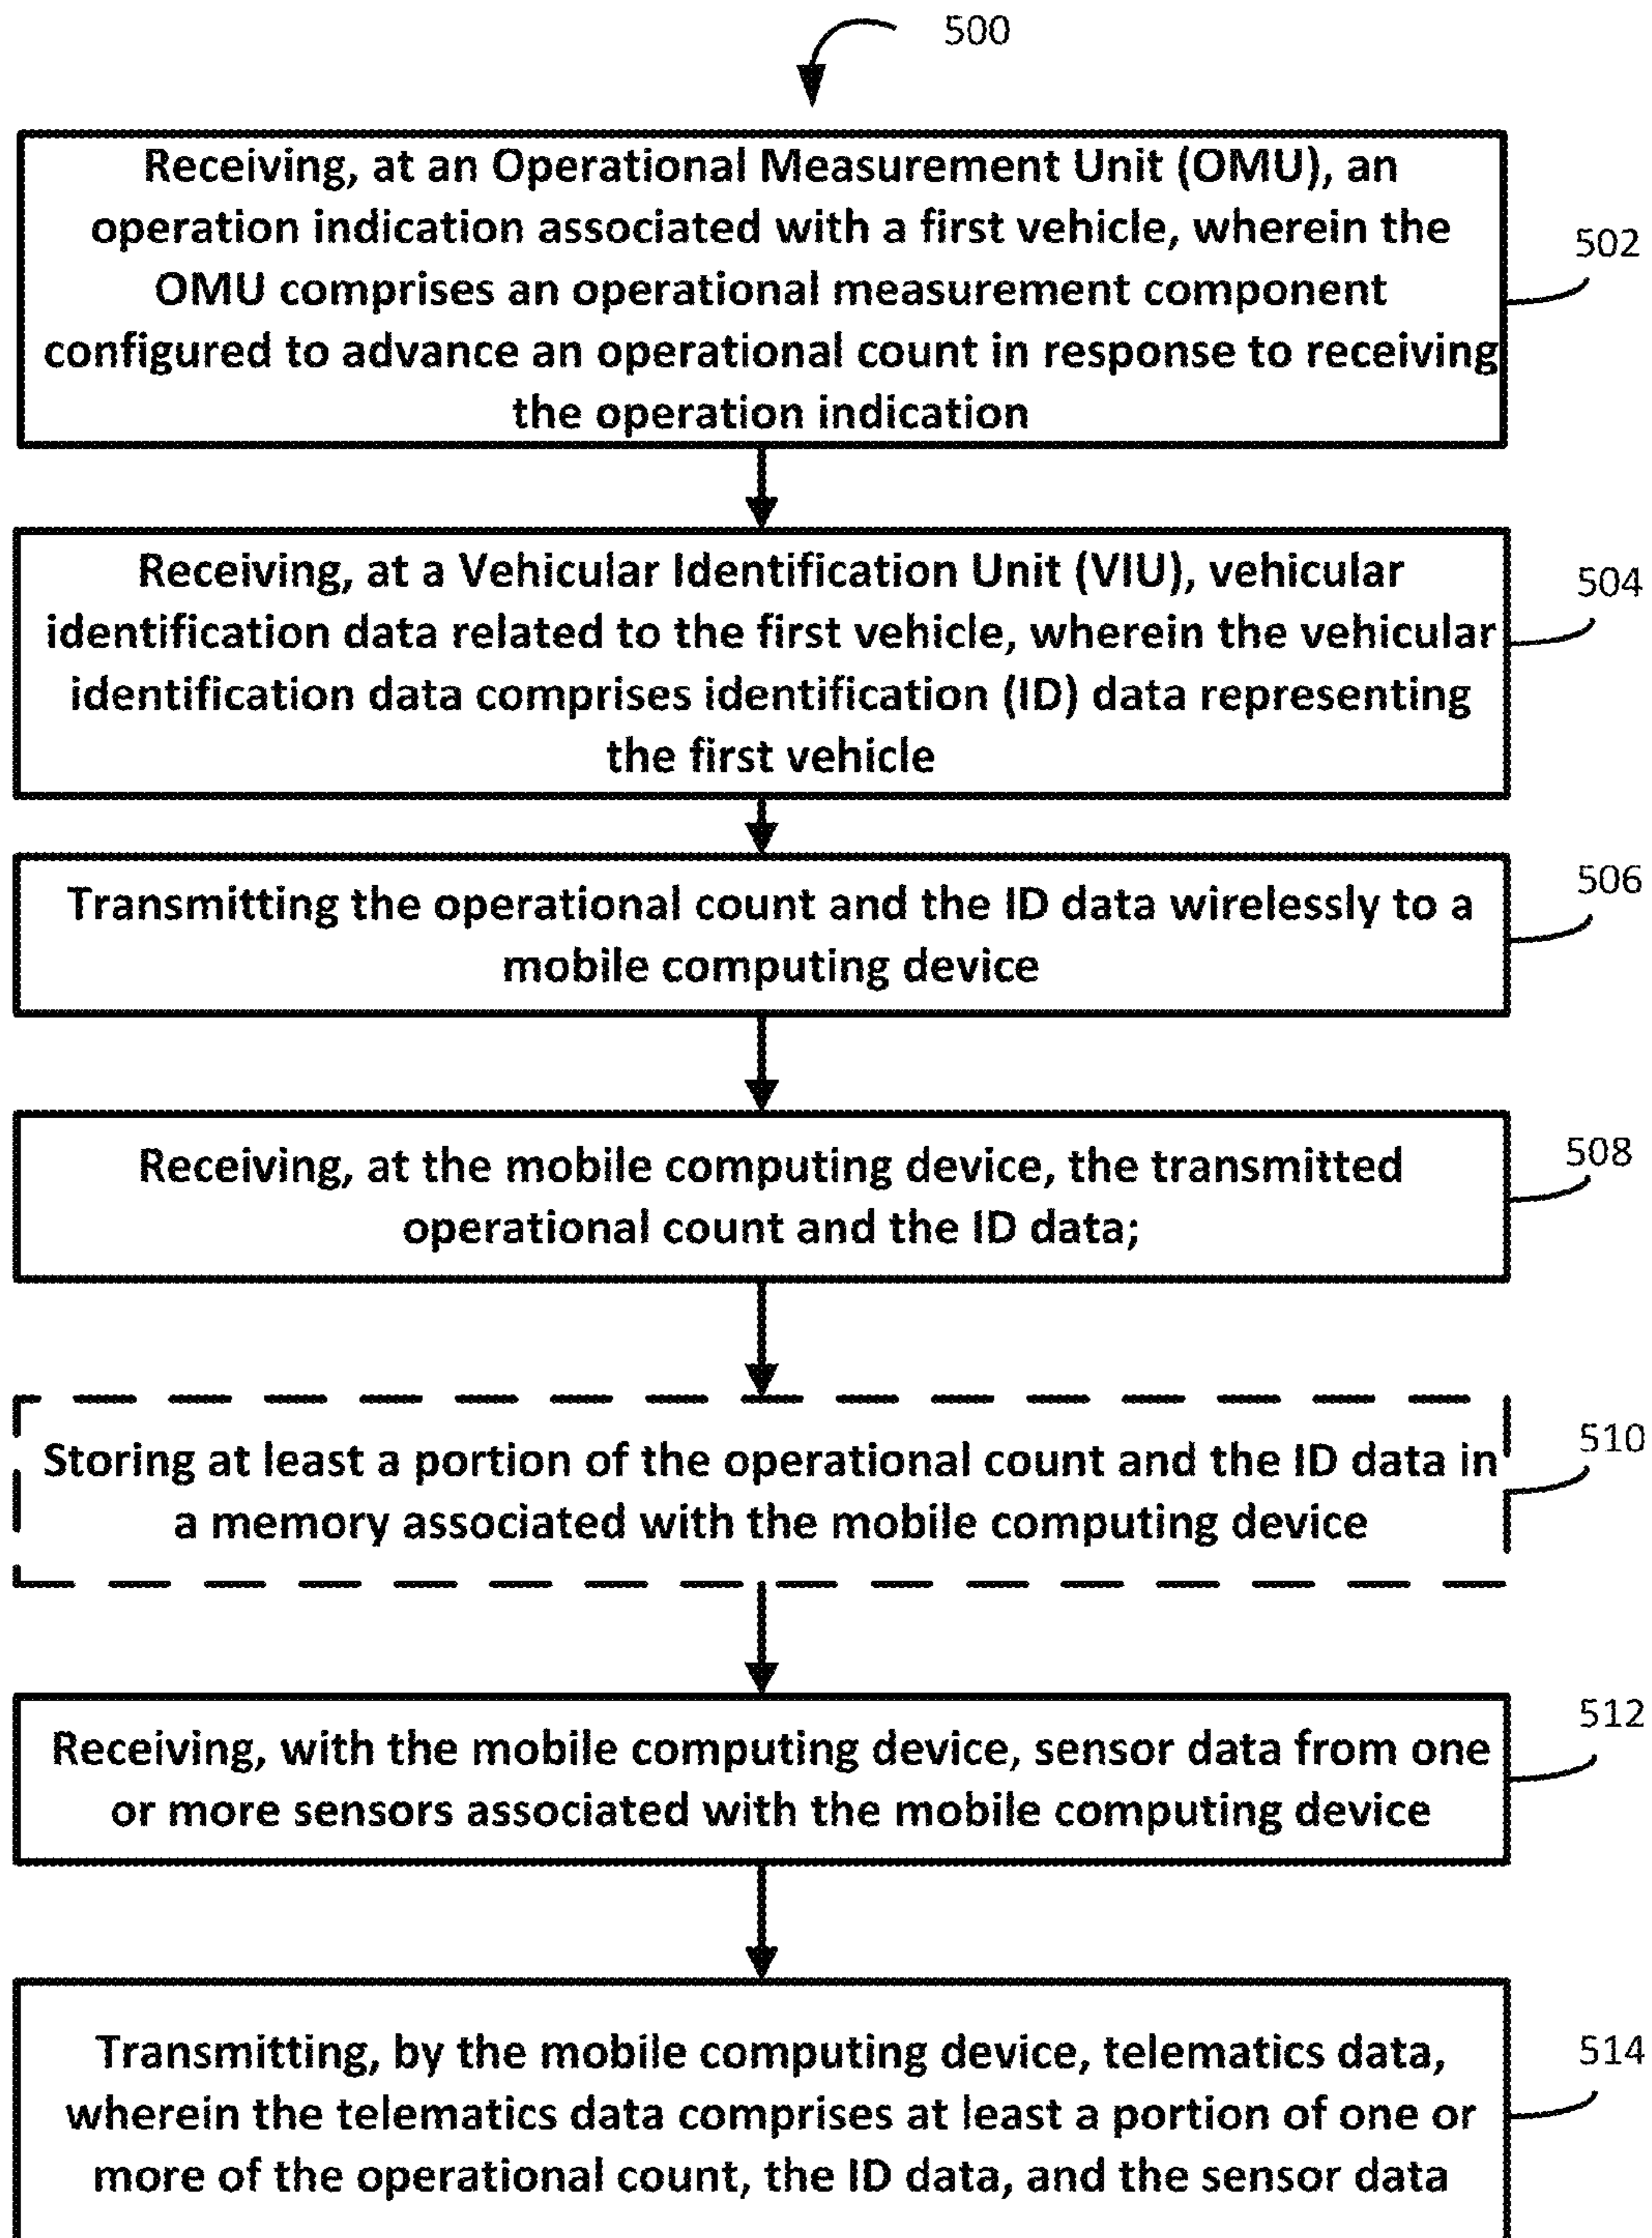 500
Receiving, at an Operational Measurement Unit (OMU), an
operation indication associated with a first vehicle, wherein the
OMU comprises an operational measurement component
configured to advance an operational count in response to receiving
the operation indication
502
Receiving, at a Vehicular Identification Unit (VIU), vehicular
identification data related to the first vehicle, wherein the vehicular
identification data comprises identification (ID) data representing
the first vehicle
504
Transmitting the operational count and the ID data wirelessly to a
mobile computing device
506
Receiving, at the mobile computing device, the transmitted
operational count and the ID data;
508
Storing at least a portion of the operational count and the ID data in
a memory associated with the mobile computing device
510
Receiving, with the mobile computing device, sensor data from one
or more sensors associated with the mobile computing device
512
Transmitting, by the mobile computing device, telematics data,
wherein the telematics data comprises at least a portion of one or
more of the operational count, the ID data, and the sensor data
514